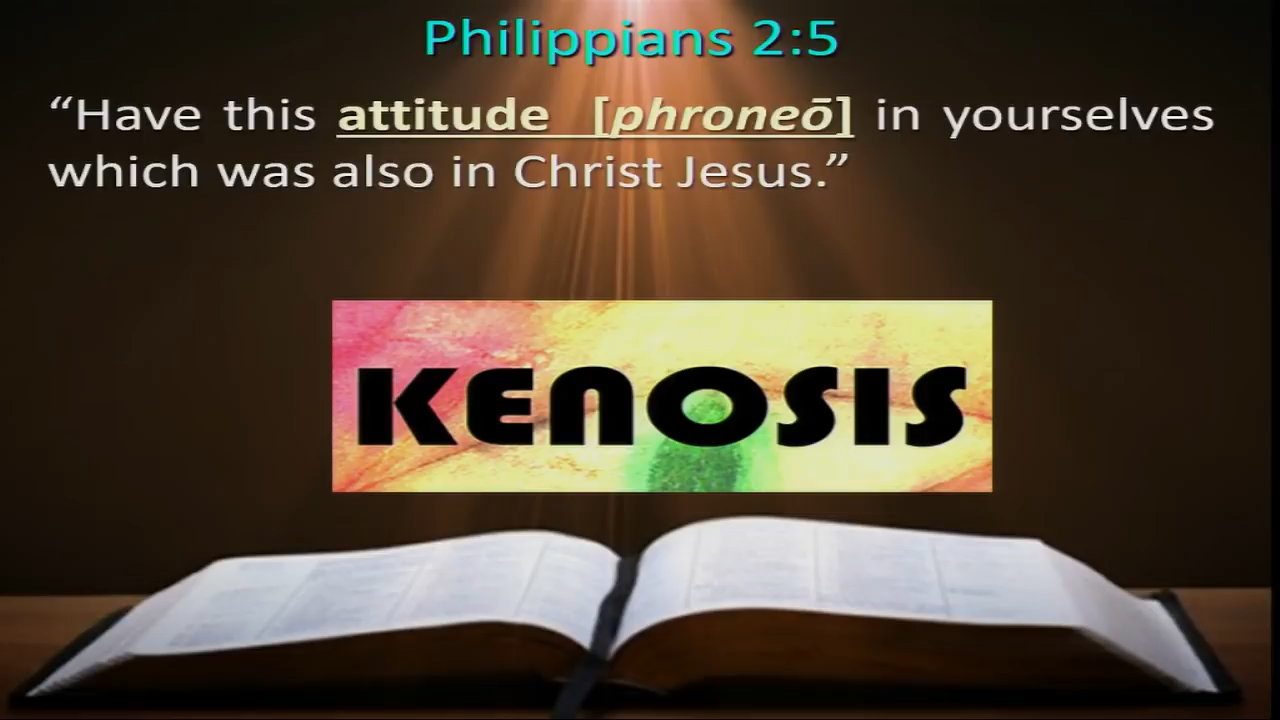 Philippians 2:5
“Have this attitude [phroneō] in yourselves
which was also in Christ Jesus.”
KENOSIS